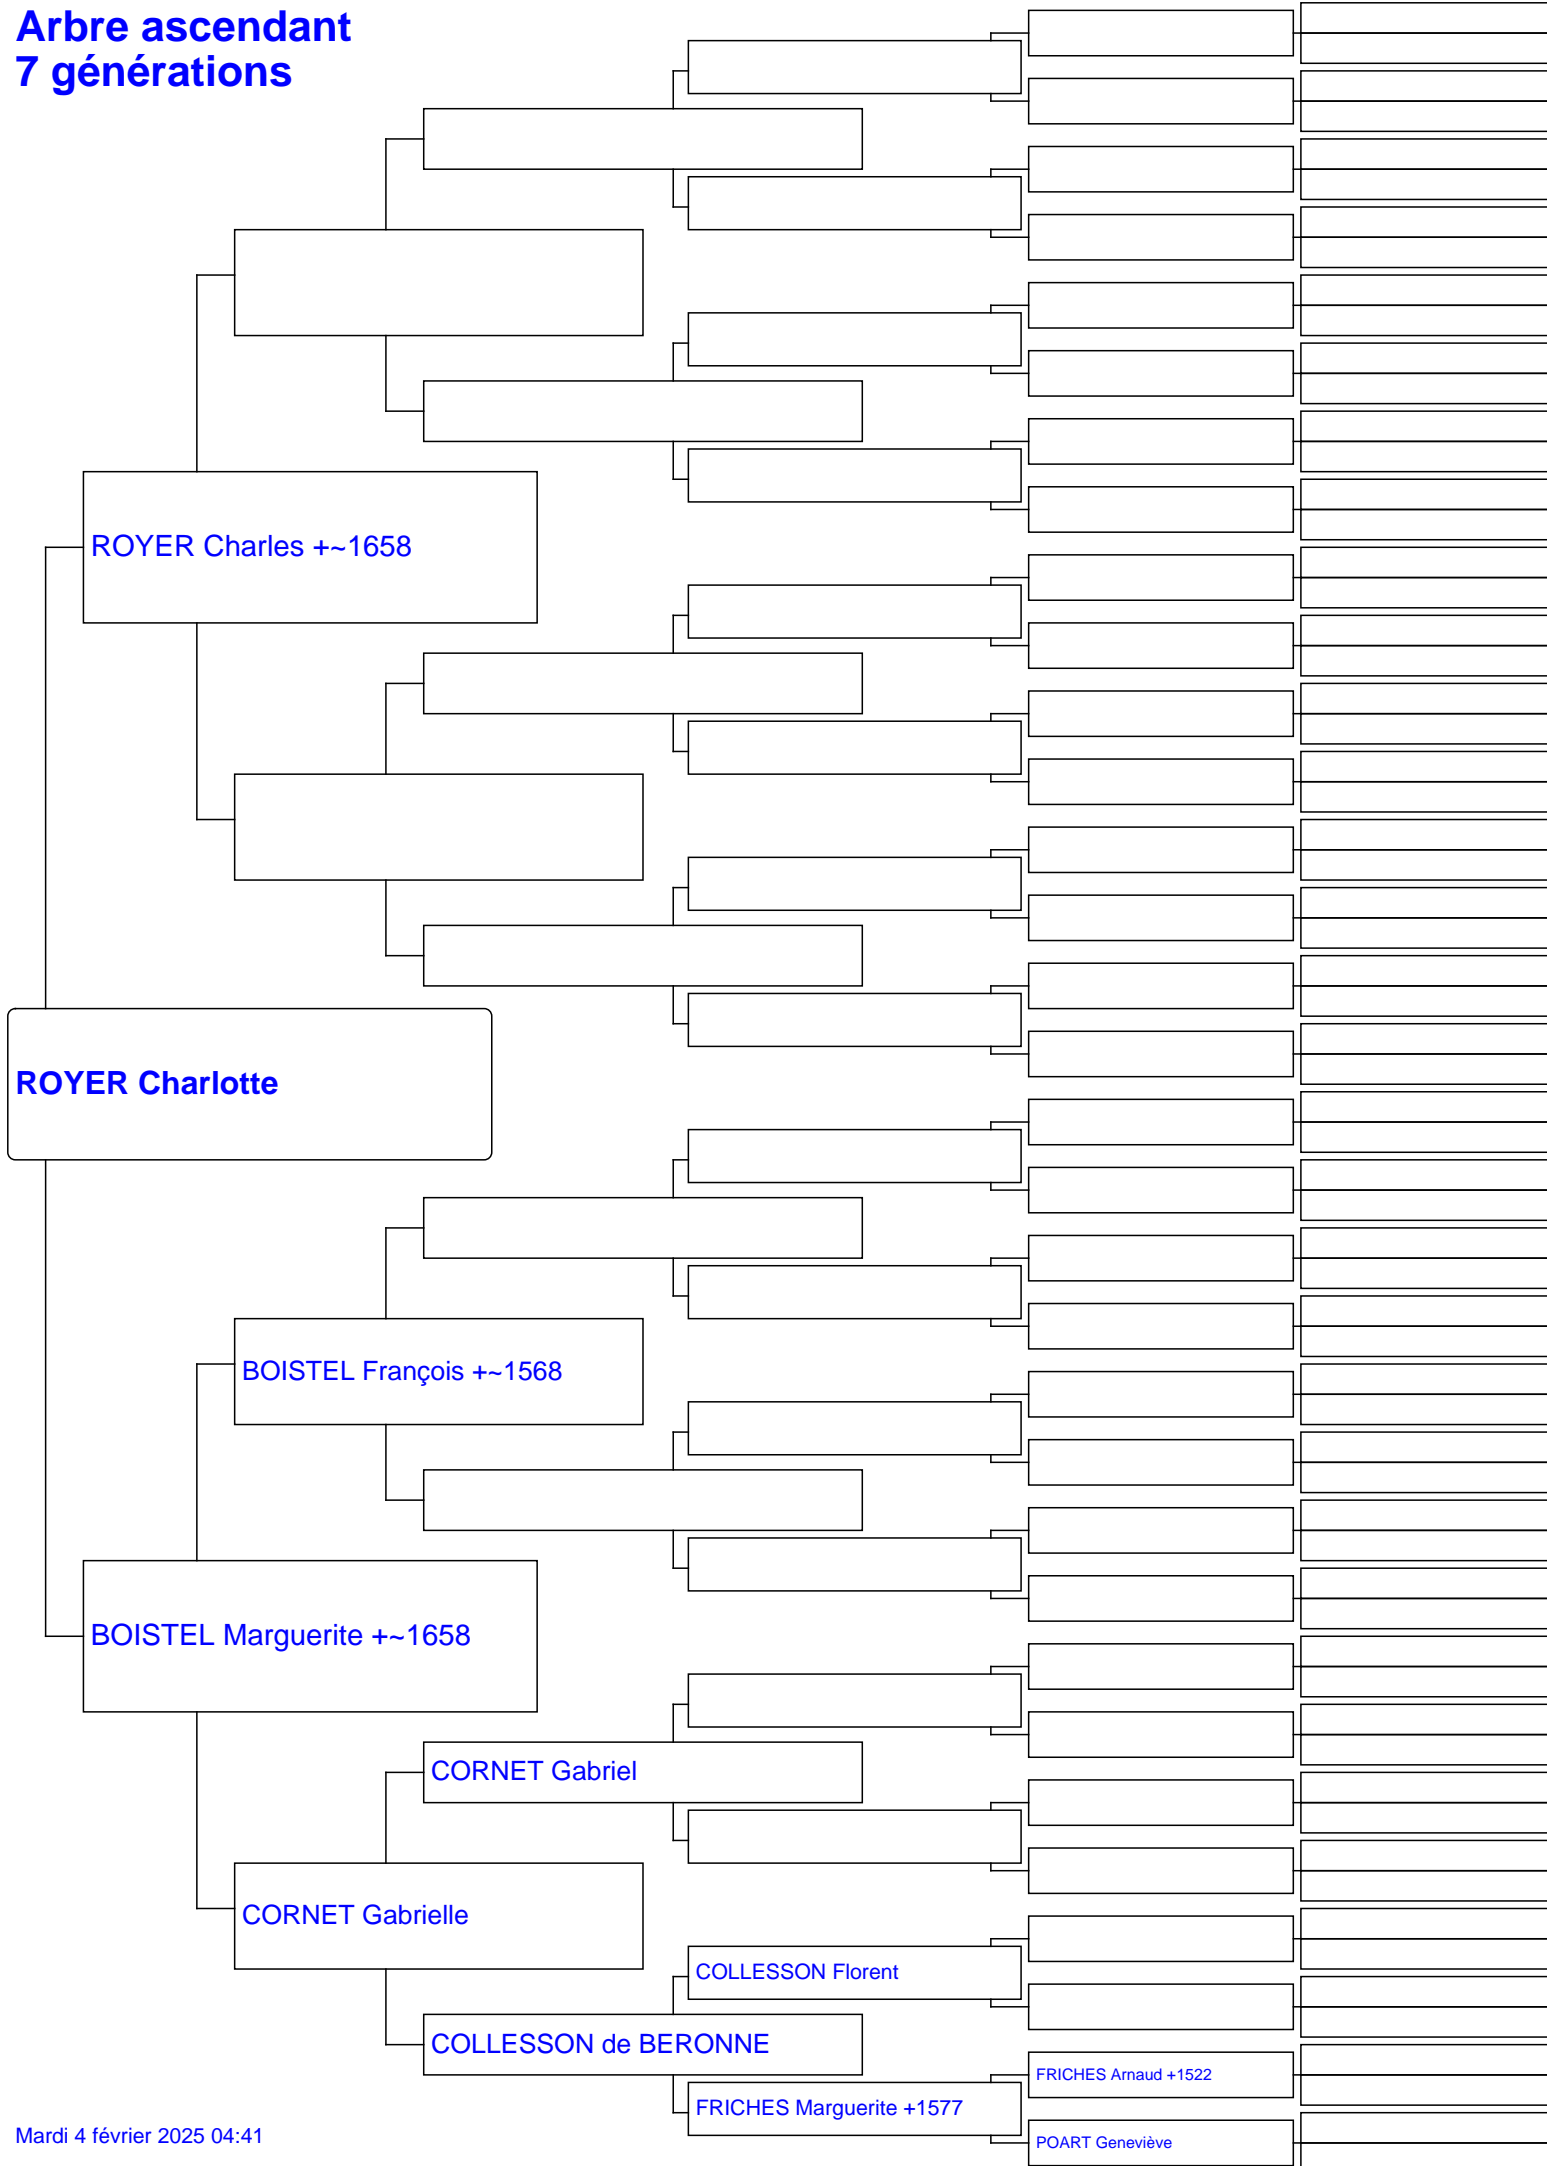 Arbre ascendant
7 générations
ROYER Charles +~1658
ROYER Charlotte
BOISTEL François +~1568
BOISTEL Marguerite +~1658
CORNET Gabriel
CORNET Gabrielle
COLLESSON Florent
COLLESSON de BERONNE
FRICHES Arnaud +1522
FRICHES Marguerite +1577
POART Geneviève
Mardi 4 février 2025 04:41